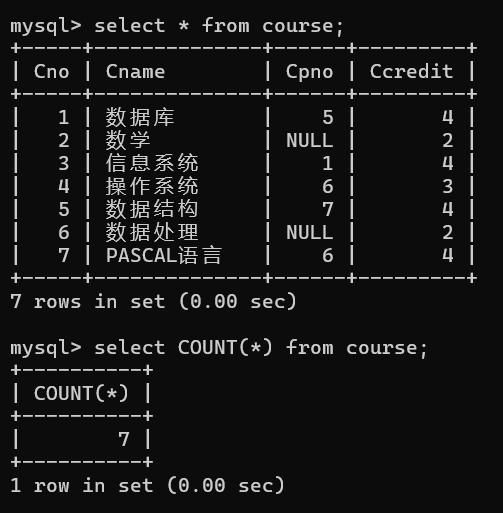 mysql> select * from course;
+-----+--------------+------+---------+
| Cno | Cname        | Cpno | Ccredit |
+-----+--------------+------+---------+
|   1 | 数据库       |    5 |       4 |
|   2 | 数学         | NULL |       2 |
|   3 | 信息系统     |    1 |       4 |
|   4 | 操作系统     |    6 |       3 |
|   5 | 数据结构     |    7 |       4 |
|   6 | 数据处理     | NULL |       2 |
|   7 | PASCAL语言   |    6 |       4 |
+-----+--------------+------+---------+
7 rows in set (0.00 sec)
mysql> select COUNT(*) from course;
+----------+
| COUNT(*) |
+----------+
|        7 |
+----------+
1 row in set (0.00 sec)